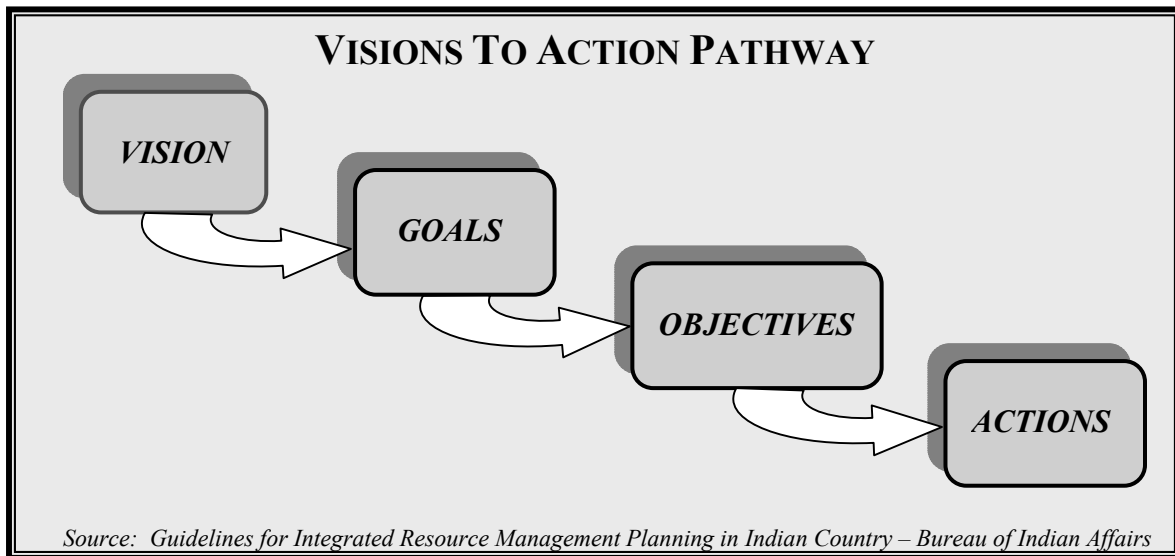 VISIONS TO ACTION PATHWAY
VISION
GOALS
OBJECTIVES
ACTIONS
Source: Guidelines for Integrated Resource Management Planning in Indian Country – Bureau of Indian Affairs